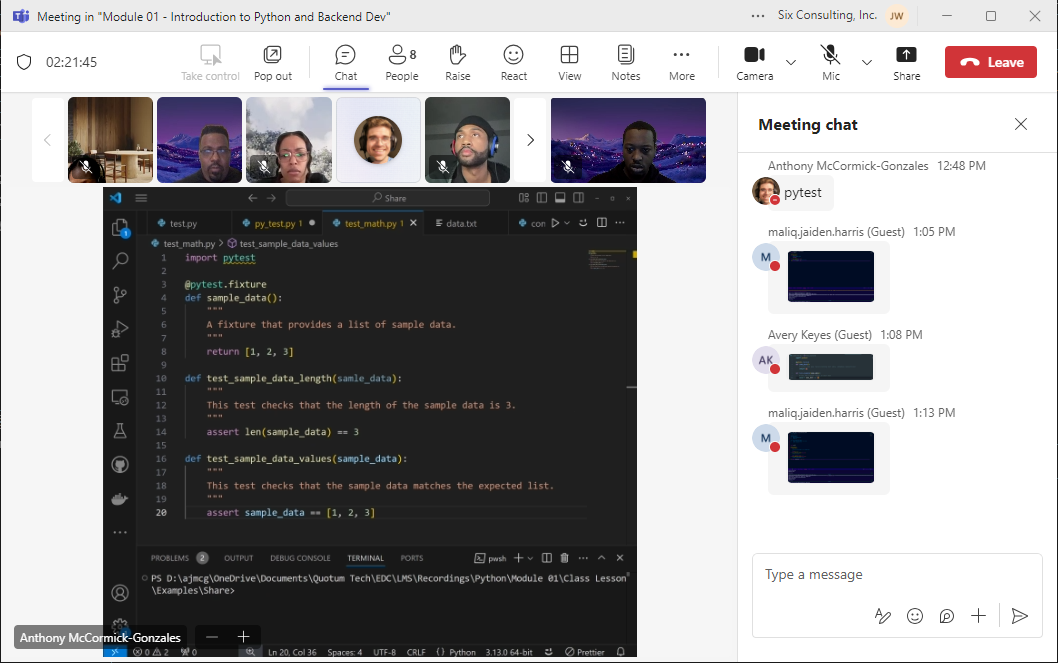 Meeting in "Module 01 - Introduction to Python and Backend Dev"
Six Consulting, Inc.
JW
02:21:45
Take control
Pop out
Chat
8
People
Raise
React
View
Notes
More
Camera
Mic
Share
Leave
Share
test.py
py_test.py 1
test_math.py 1
data.txt
con
test_math.py > test_sample_data_values
1 import pytest
2
3 @pytest.fixture
4 def sample_data():
5 """
6 A fixture that provides a list of sample data.
7 """
8 return [1, 2, 3]
9
10 def test_sample_data_length(samle_data):
11 """
12 This test checks that the length of the sample data is 3.
13 """
14 assert len(sample_data) == 3
15
16 def test_sample_data_values(sample_data):
17 """
18 This test checks that the sample data matches the expected list.
19 """
20 assert sample_data == [1, 2, 3]
1
PROBLEMS 2
OUTPUT
DEBUG CONSOLE
TERMINAL
PORTS
pwsh
PS D:\ajmcg\OneDrive\Documents\Quotum Tech\EDC\LMS\Recordings\Python\Module 01\Class Lesson
\Examples\Share>
Anthony McCormick-Gonzales
0 2 0
Ln 20, Col 36
Spaces: 4
UTF-8
CRLF
{} Python
3.13.0 64-bit
Prettier
Meeting chat
Anthony McCormick-Gonzales 12:48 PM
pytest
maliq.jaiden.harris (Guest) 1:05 PM
M
Avery Keyes (Guest) 1:08 PM
AK
maliq.jaiden.harris (Guest) 1:13 PM
M
Type a message